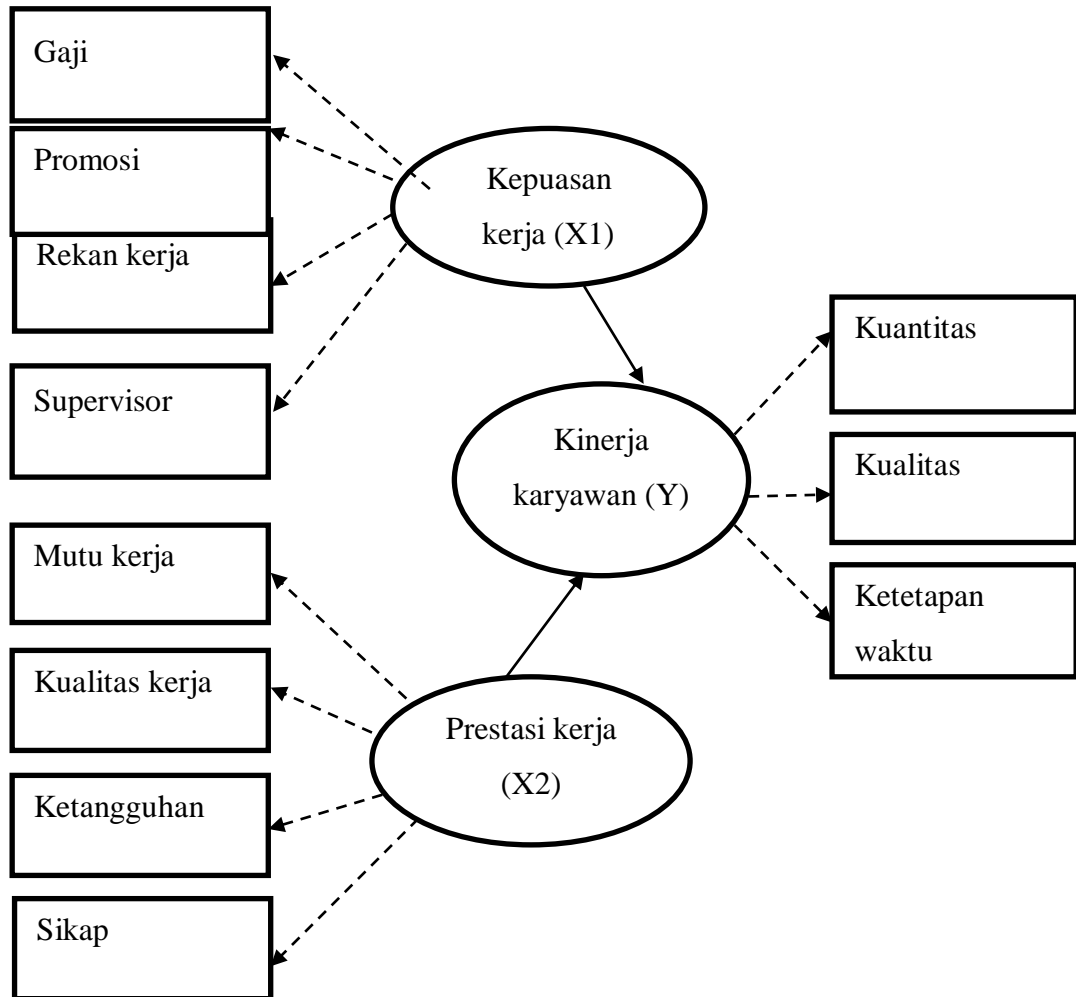 Gaji
Promosi
Rekan kerja
Supervisor
Kepuasan
kerja (X1)
Kinerja
karyawan (Y)
Kuantitas
Kualitas
Ketetapan
waktu
Mutu kerja
Kualitas kerja
Ketangguhan
Sikap
Prestasi kerja
(X2)